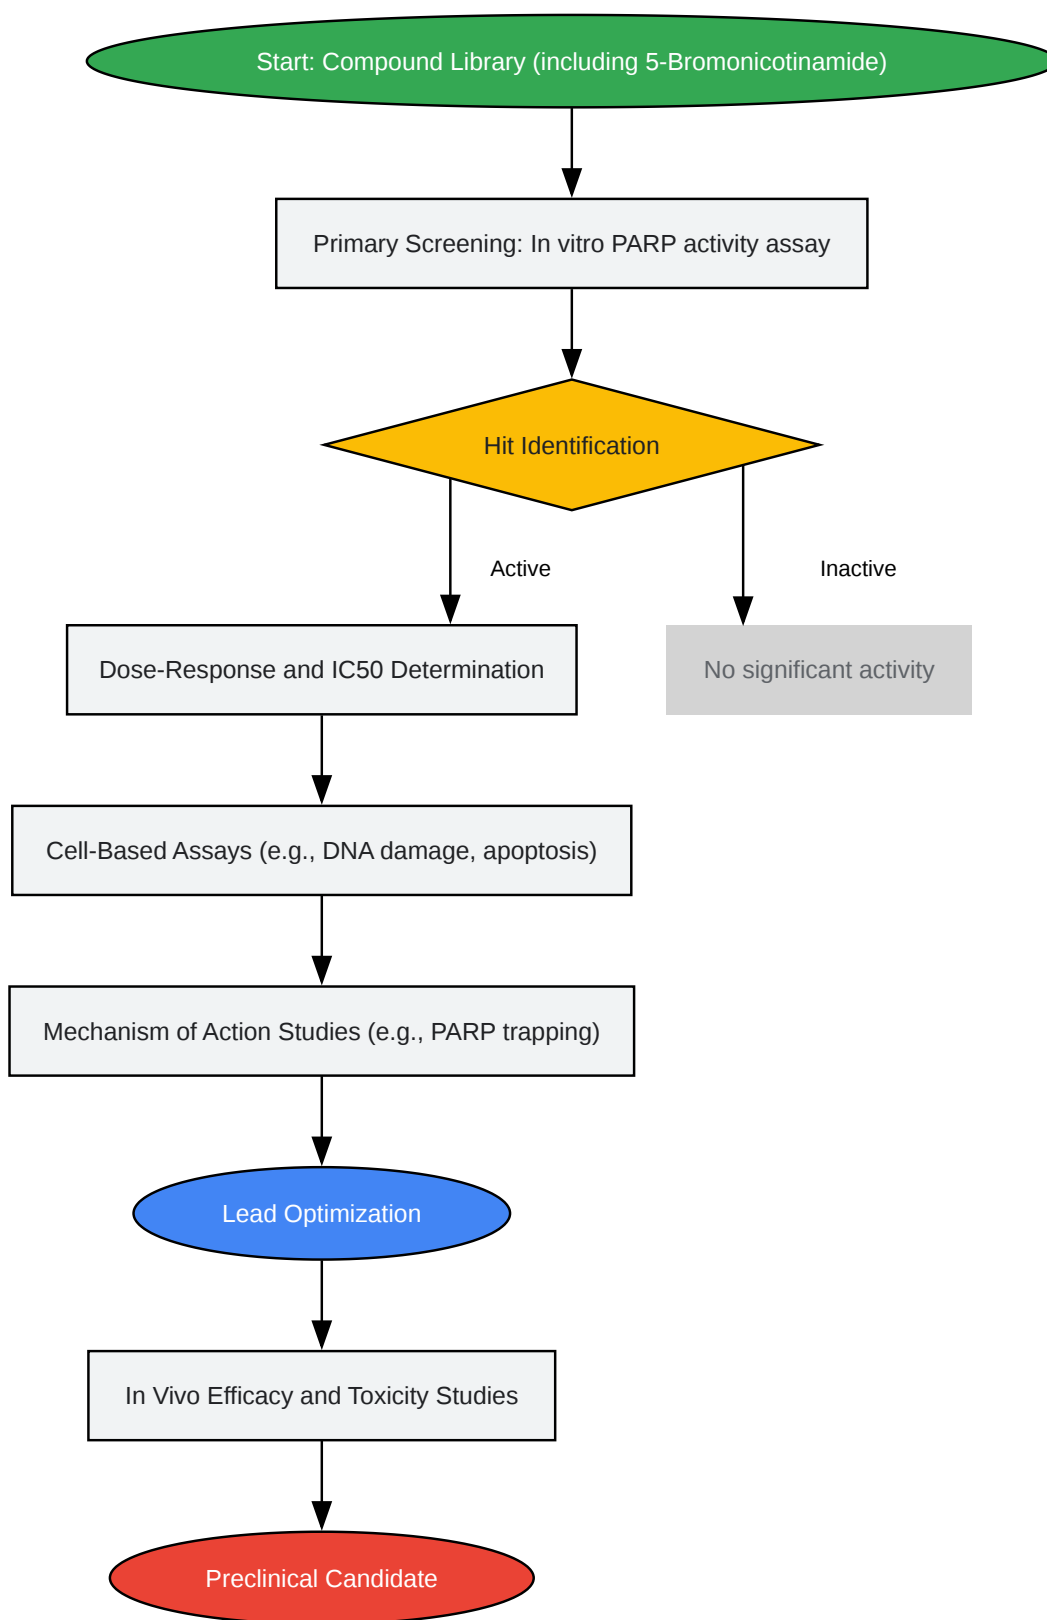 Start: Compound Library (including 5-Bromonicotinamide)
Primary Screening: In vitro PARP activity assay
Hit Identification
Active
Inactive
Dose-Response and IC50 Determination
No significant activity
Cell-Based Assays (e.g., DNA damage, apoptosis)
Mechanism of Action Studies (e.g., PARP trapping)
Lead Optimization
In Vivo Efficacy and Toxicity Studies
Preclinical Candidate